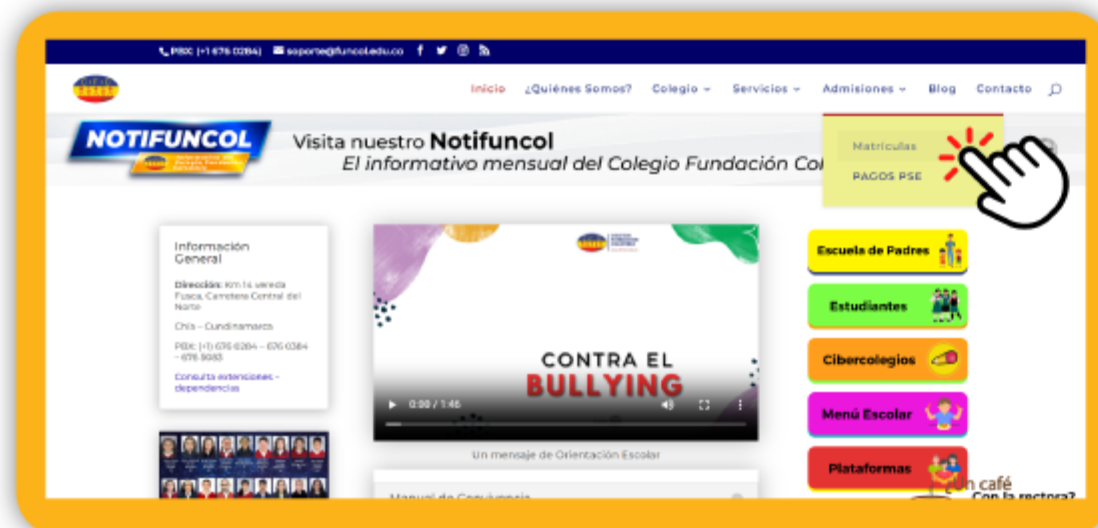 PBX: (+1 676 0284) soporte@funcol.edu.co
Inicio ¿Quiénes Somos? Colegio Servicios Admisiones Blog Contacto
NOTIFUNCOL
Visita nuestro Notifuncol
El informativo mensual del Colegio Fundación Col
Matrículas
PAGOS PSE
Información
General
Dirección: Km 14 vereda
Fusca, Carretera Central del
Norte
Chía – Cundinamarca
PBX: (+1) 676 0284 – 676 0384
– 676
Consulta extensiones –
dependencias
CONTRA EL
BULLYING
0:00 / 1:46
Un mensaje de Orientación Escolar
Manual de Convivencia
Escuela de Padres
Estudiantes
Cibercolegios
Menú Escolar
Plataformas
¿Un café
Con la rectora?